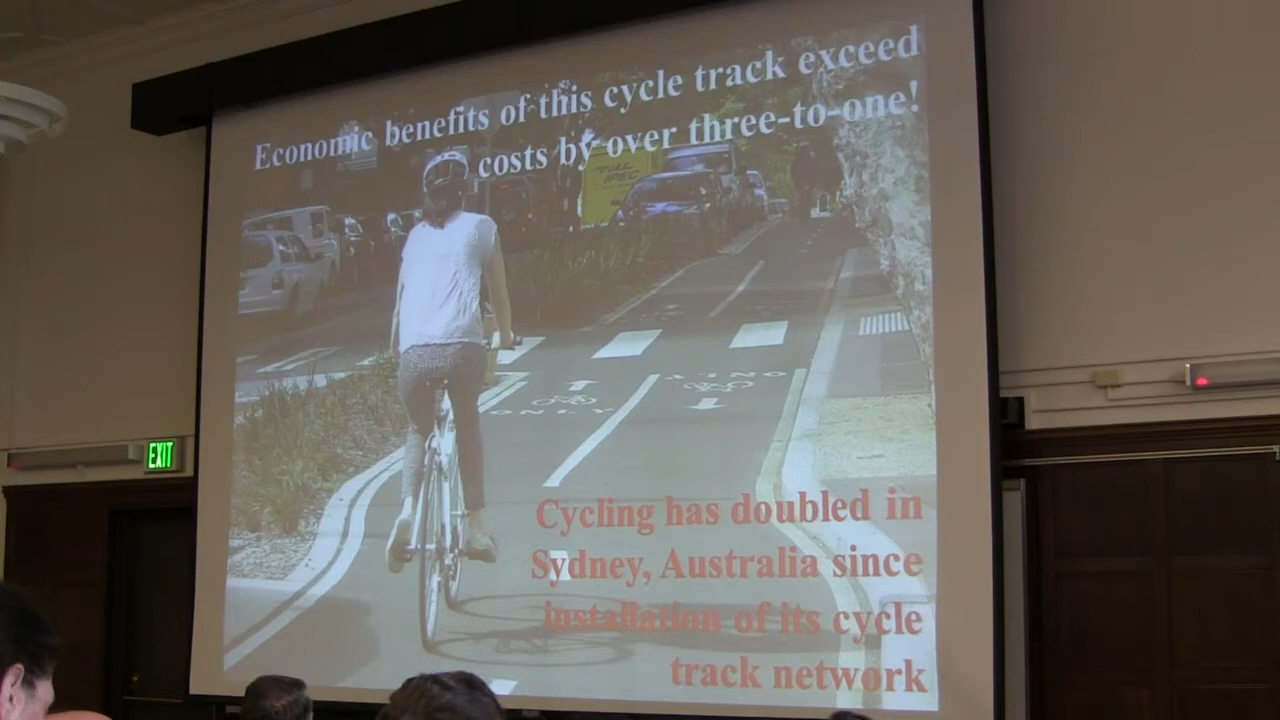 Economic benefits of this cycle track exceed
costs by over three-to-one!
IPEC
ONLY
ONLY
EXIT
Cycling has doubled in
Sydney, Australia since
installation of its cycle
track network